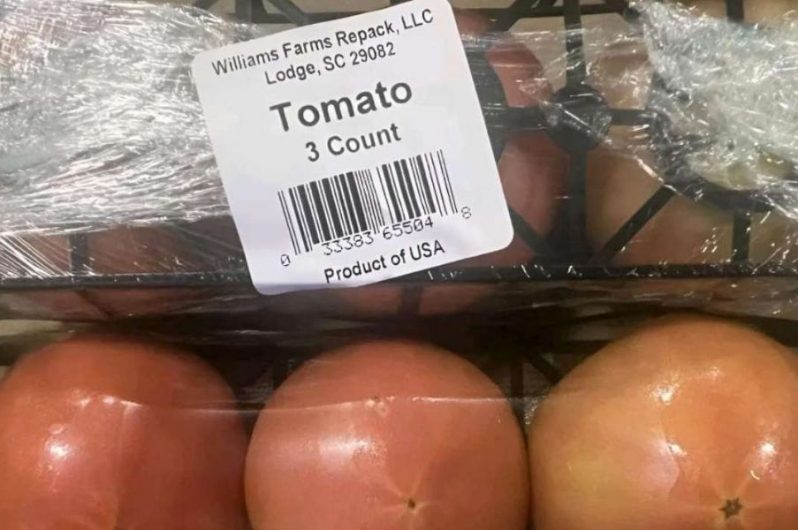 Williams Farms Repack, LLC
Lodge, SC 29082
Tomato
3 Count
0 33383 65504 8
Product of USA